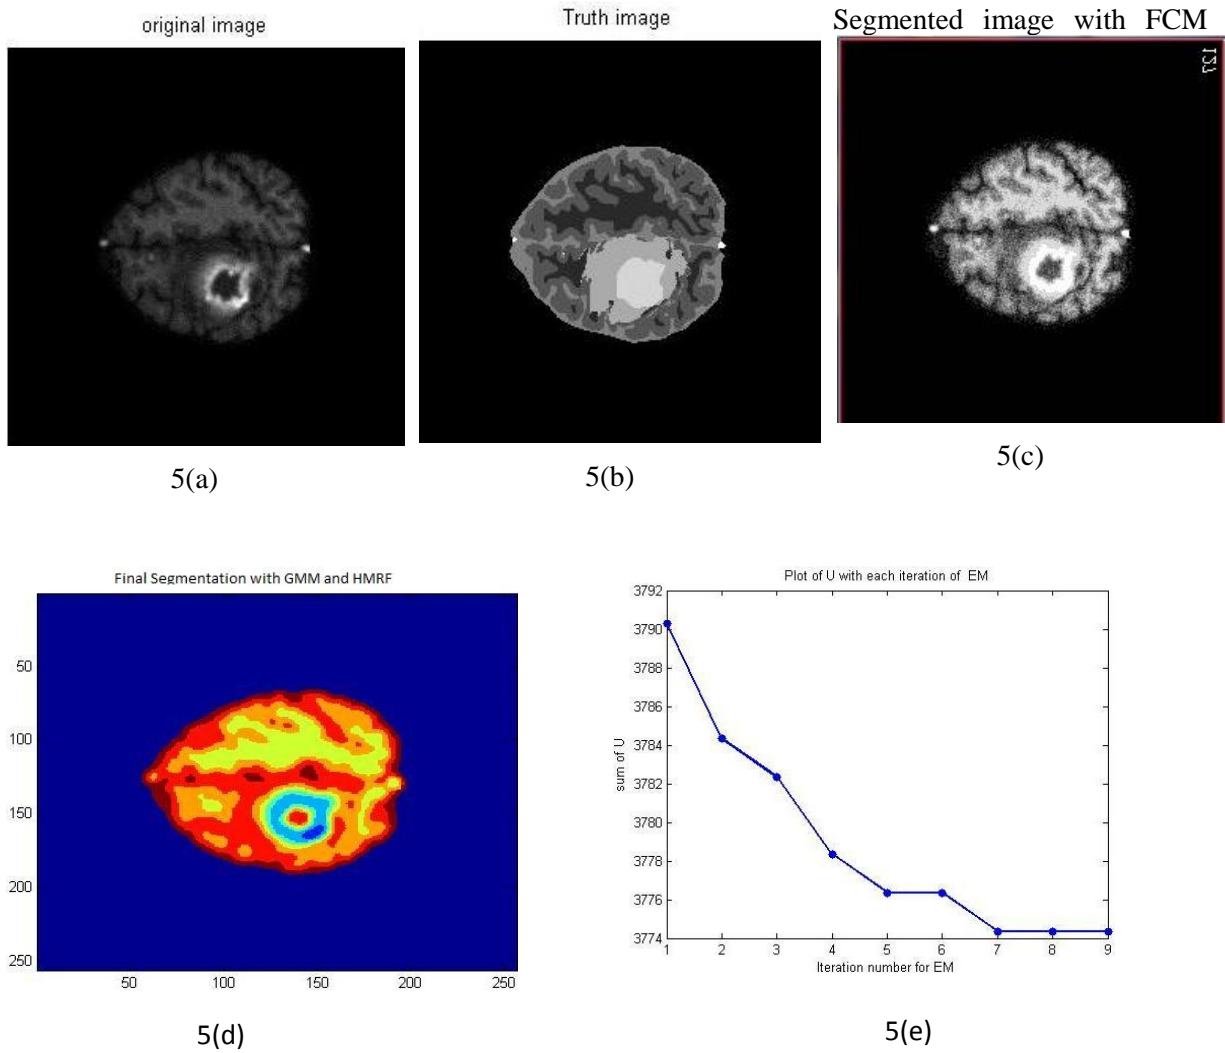 original image
Truth image
Segmented image with FCM
127
5(a)
5(b)
5(c)
Final Segmentation with GMM and HMRF
50
100
150
200
250
50 100 150 200 250
5(d)
Plot of U with each iteration of EM
3792
3790
3788
3786
3784
3782
3780
3778
3776
3774
sum of U
1 2 3 4 5 6 7 8 9
Iteration number for EM
5(e)